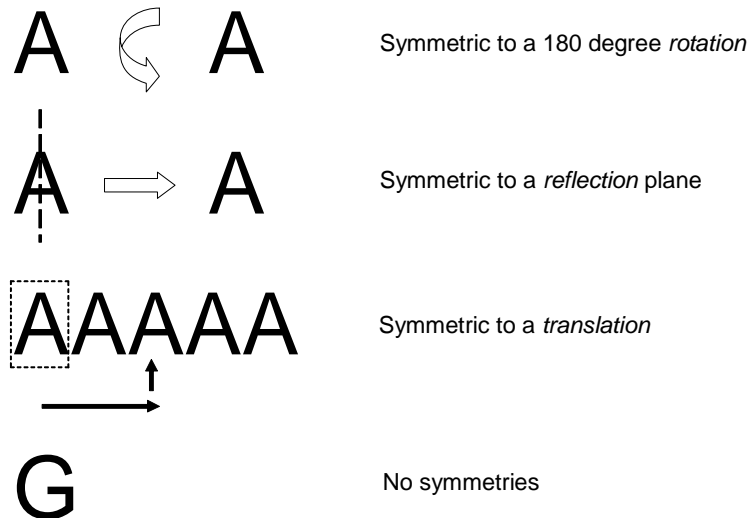 A A Symmetric to a 180 degree rotation
A A Symmetric to a reflection plane
AAAAA Symmetric to a translation
G No symmetries